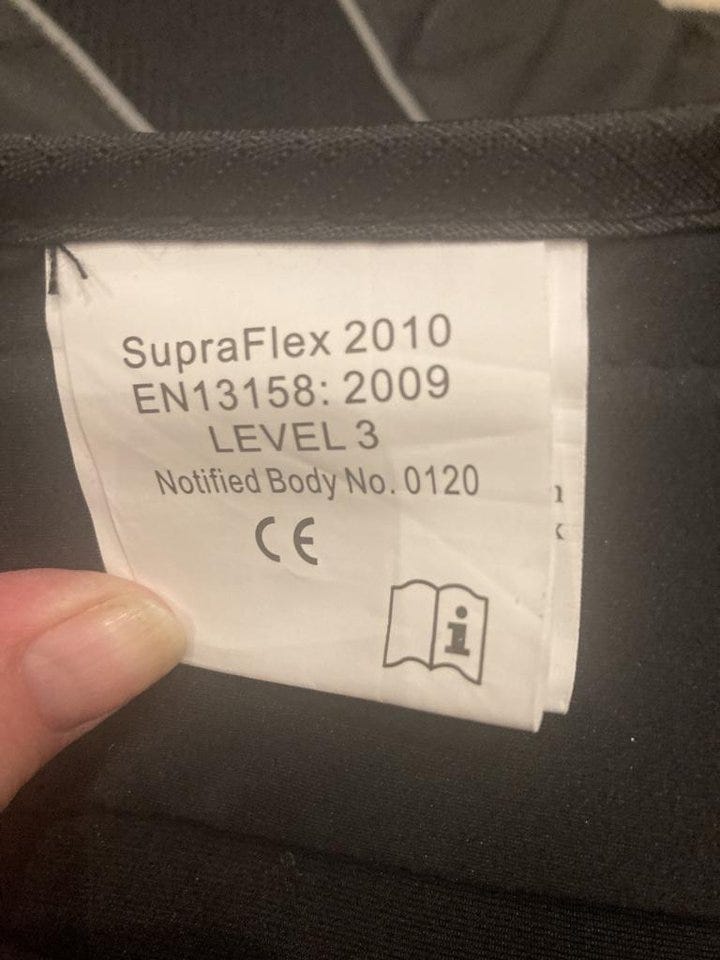 SupraFlex 2010
EN13158: 2009
LEVEL 3
Notified Body No. 0120
CE
i